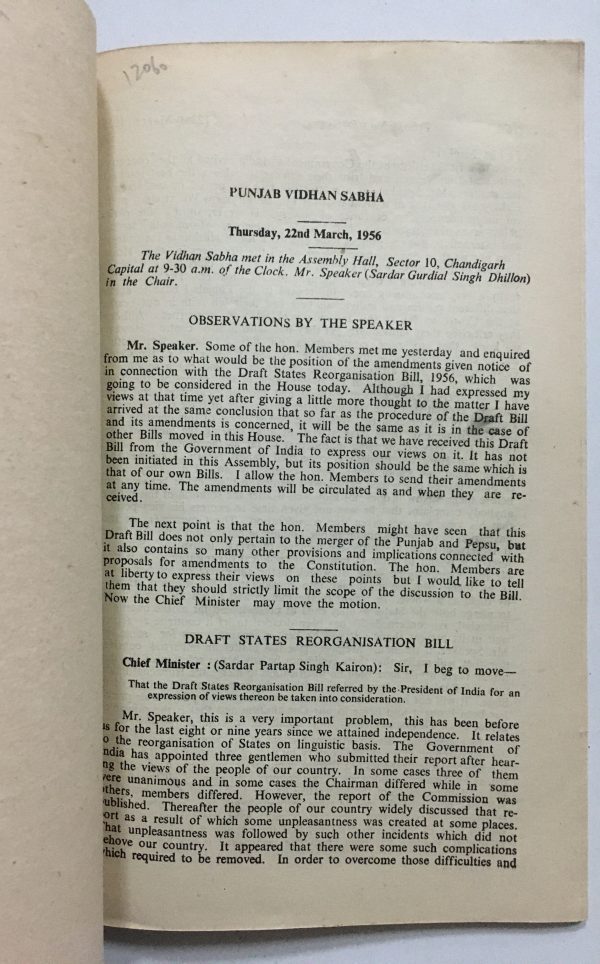 12060
PUNJAB VIDHAN SABHA
Thursday, 22nd March, 1956
The Vidhan Sabha met in the Assembly Hall, Sector 10, Chandigarh
Capital at 9-30 a.m. of the Clock. Mr. Speaker (Sardar Gurdial Singh Dhillon)
in the Chair.
OBSERVATIONS BY THE SPEAKER
Mr. Speaker. Some of the hon. Members met me yesterday and enquired
from me as to what would be the position of the amendments given notice of
in connection with the Draft States Reorganisation Bill, 1956, which was
going to be considered in the House today. Although I had expressed my
views at that time yet after giving a little more thought to the matter I have
arrived at the same conclusion that so far as the procedure of the Draft Bill
and its amendments is concerned, it will be the same as it is in the case of
other Bills moved in this House. The fact is that we have received this Draft
Bill from the Government of India to express our views on it. It has not
been initiated in this Assembly, but its position should be the same which is
that of our own Bills. I allow the hon. Members to send their amendments
at any time. The amendments will be circulated as and when they are re-
ceived.
The next point is that the hon. Members might have seen that this
Draft Bill does not only pertain to the merger of the Punjab and Pepsu, but
it also contains so many other provisions and implications connected with
proposals for amendments to the Constitution. The hon. Members are
at liberty to express their views on these points but I would like to tell
them that they should strictly limit the scope of the discussion to the Bill.
Now the Chief Minister may move the motion.
DRAFT STATES REORGANISATION BILL
Chief Minister : (Sardar Partap Singh Kairon): Sir, I beg to move—
That the Draft States Reorganisation Bill referred by the President of India for an
expression of views thereon be taken into consideration.
Mr. Speaker, this is a very important problem, this has been before
us for the last eight or nine years since we attained independence. It relates
to the reorganisation of States on linguistic basis. The Government of
India has appointed three gentlemen who submitted their report after hear-
ing the views of the people of our country. In some cases three of them
were unanimous and in some cases the Chairman differed while in some
others, members differed. However, the report of the Commission was
published. Thereafter the people of our country widely discussed that re-
port as a result of which some unpleasantness was created at some places.
That unpleasantness was followed by such other incidents which did not
behove our country. It appeared that there were some such complications
which required to be removed. In order to overcome those difficulties and